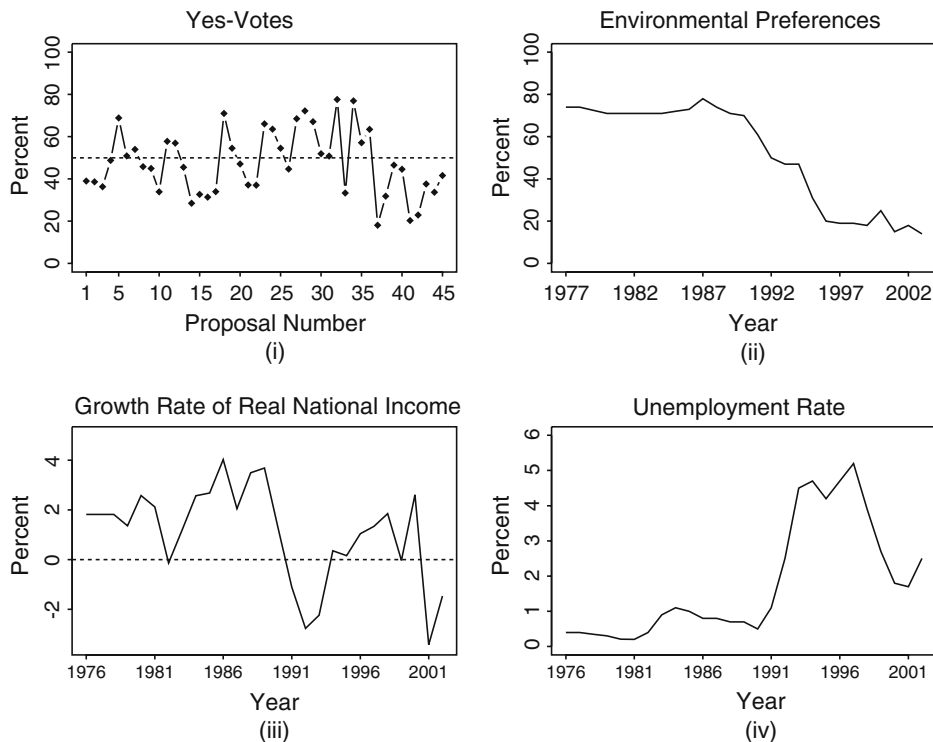 Yes-Votes
Percent
100
80
60
40
20
0
1 5 10 15 20 25 30 35 40 45
Proposal Number
(i)
Environmental Preferences
Percent
100
80
60
40
20
0
1977 1982 1987 1992 1997 2002
Year
(ii)
Growth Rate of Real National Income
Percent
4
2
0
-2
1976 1981 1986 1991 1996 2001
Year
(iii)
Unemployment Rate
Percent
6
5
4
3
2
1
0
1976 1981 1986 1991 1996 2001
Year
(iv)